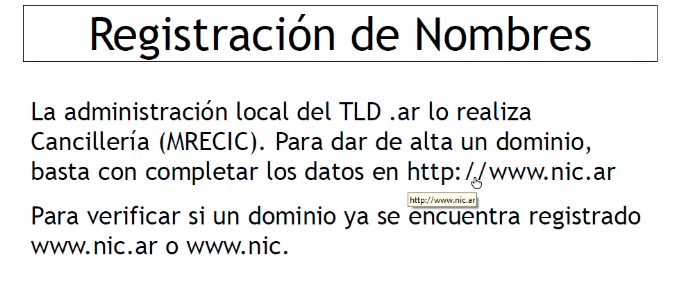 Registración de Nombres
La administración local del TLD .ar lo realiza
Cancillería (MRECIC). Para dar de alta un dominio,
basta con completar los datos en http://www.nic.ar
http://www.nic.ar
Para verificar si un dominio ya se encuentra registrado
www.nic.ar o www.nic.